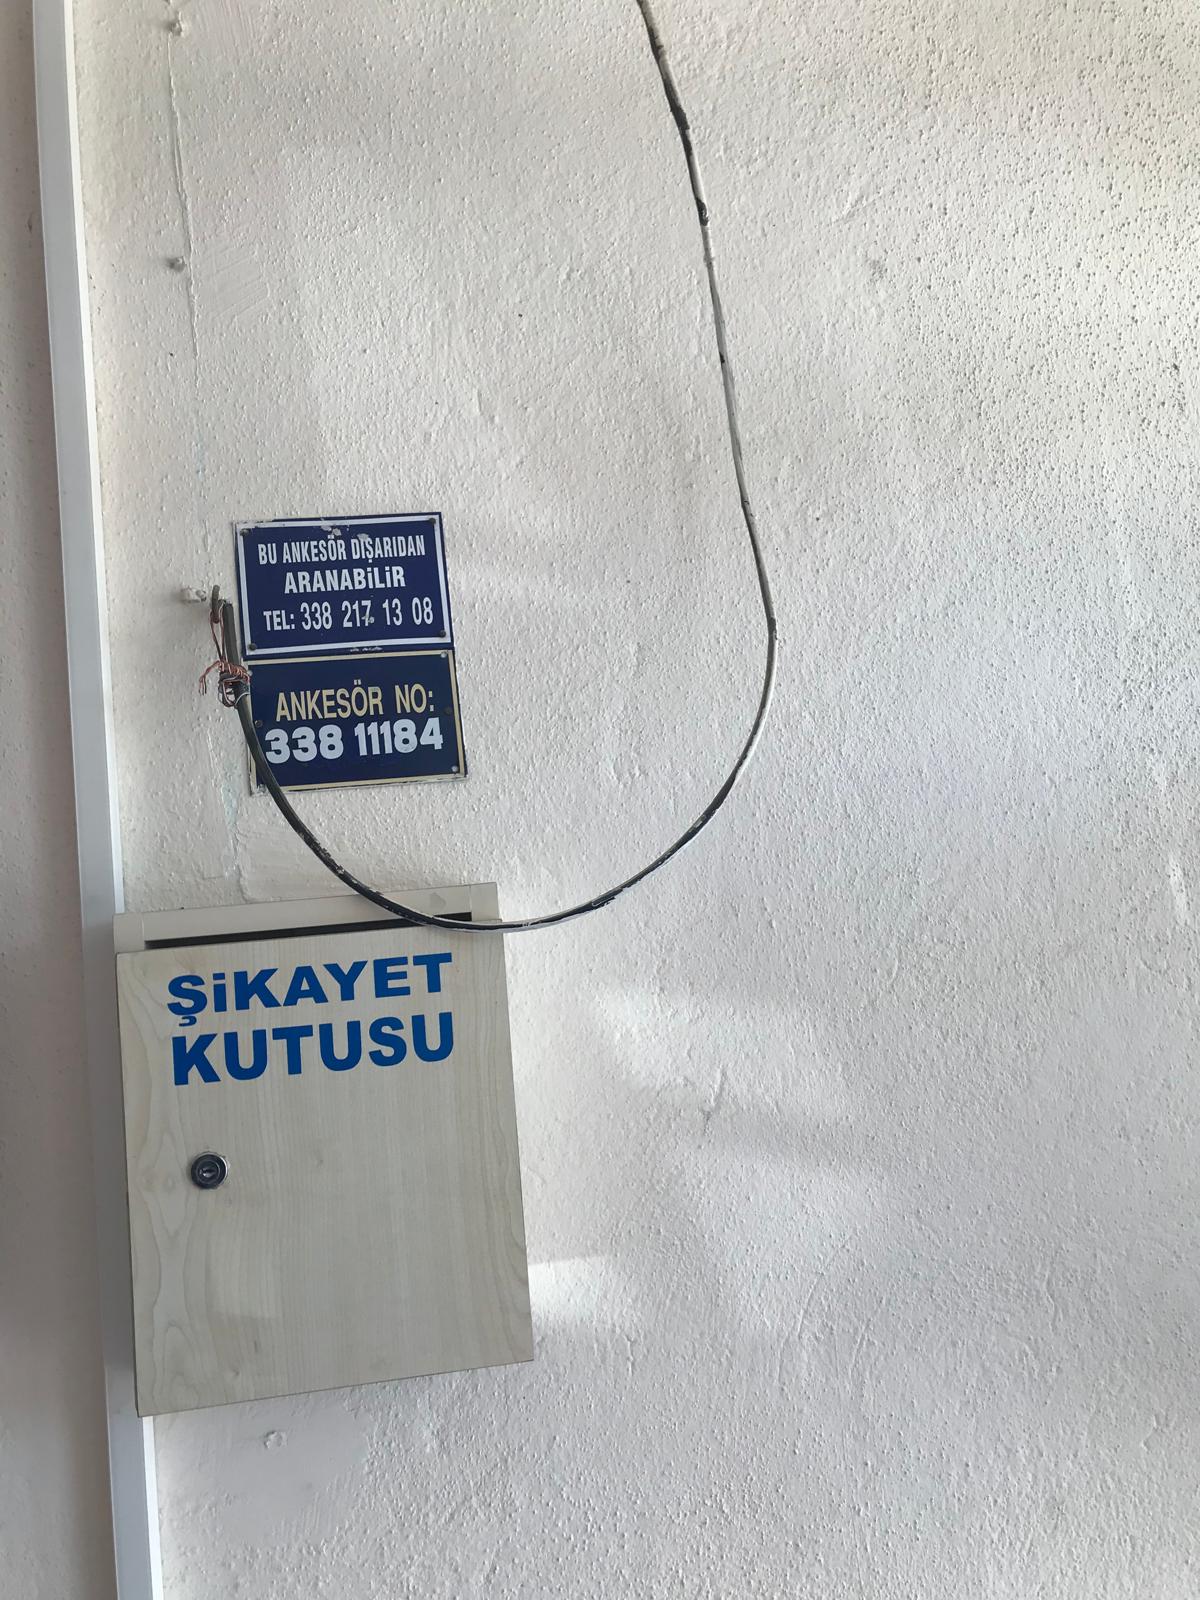 BU ANKESÖR DIŞARIDAN
ARANABİLİR
TEL: 338 217 13 08
ANKESÖR NO:
338 11184
ŞİKAYET
KUTUSU